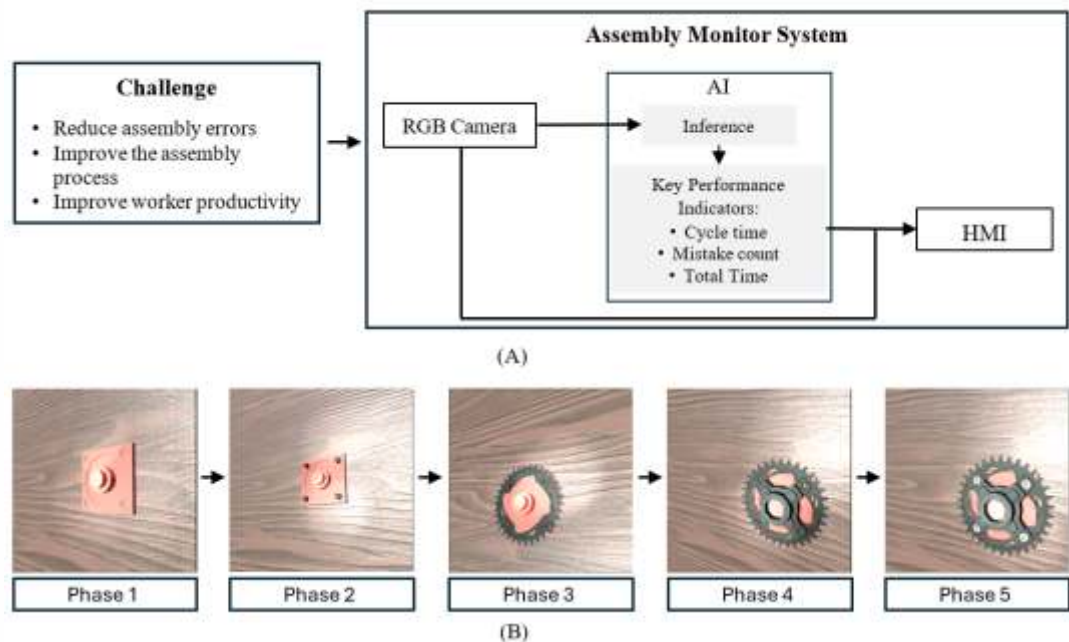 Assembly Monitor System
Challenge
• Reduce assembly errors
• Improve the assembly
process
• Improve worker productivity
RGB Camera
AI
Inference
Key Performance
Indicators:
• Cycle time
• Mistake count
• Total Time
HMI
(A)
Phase 1
Phase 2
Phase 3
Phase 4
Phase 5
(B)